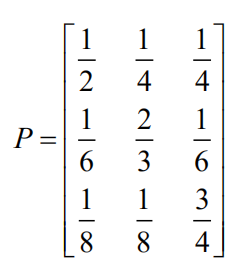 P = [ 1/2 1/4 1/4
1/6 2/3 1/6
1/8 1/8 3/4 ]